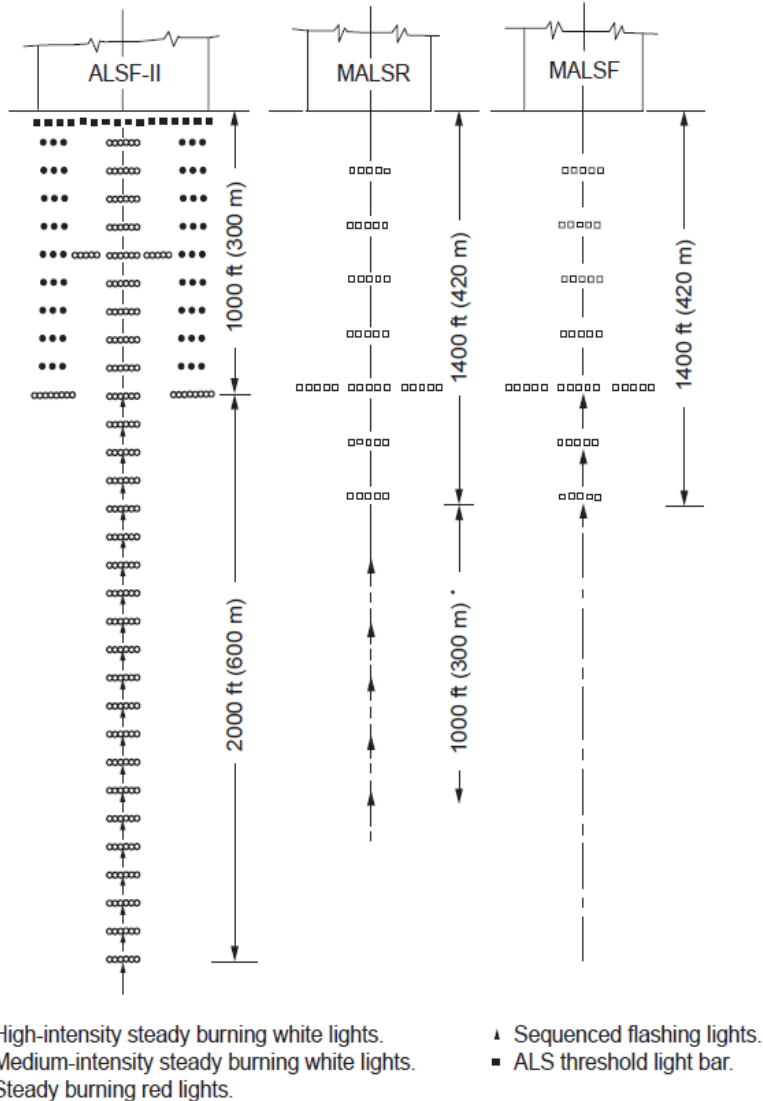 ALSF-II
MALSR
MALSF
1000 ft (300 m)
2000 ft (600 m)
1400 ft (420 m)
1000 ft (300 m) *
1400 ft (420 m)
High-intensity steady burning white lights.
Medium-intensity steady burning white lights.
Steady burning red lights.
Sequenced flashing lights.
ALS threshold light bar.